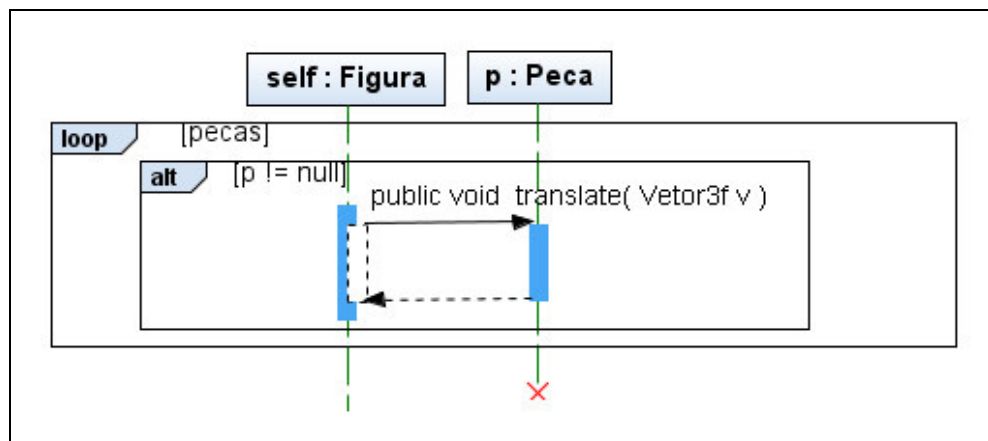 self : Figura
p : Peca
loop
[pecas]
alt
[p != null]
public void  translate( Vetor3f v )